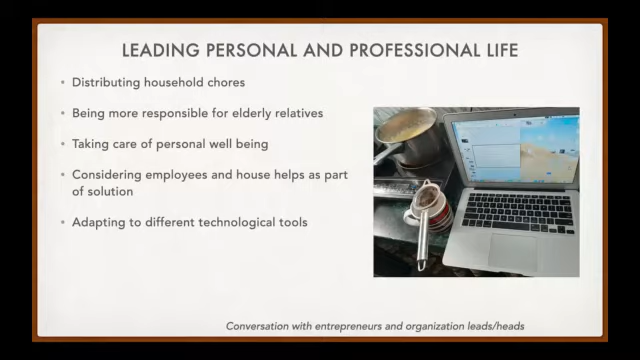 LEADING PERSONAL AND PROFESSIONAL LIFE
• Distributing household chores
• Being more responsible for elderly relatives
• Taking care of personal well being
• Considering employees and house helps as part
of solution
• Adapting to different technological tools
Conversation with entrepreneurs and organization leads/heads